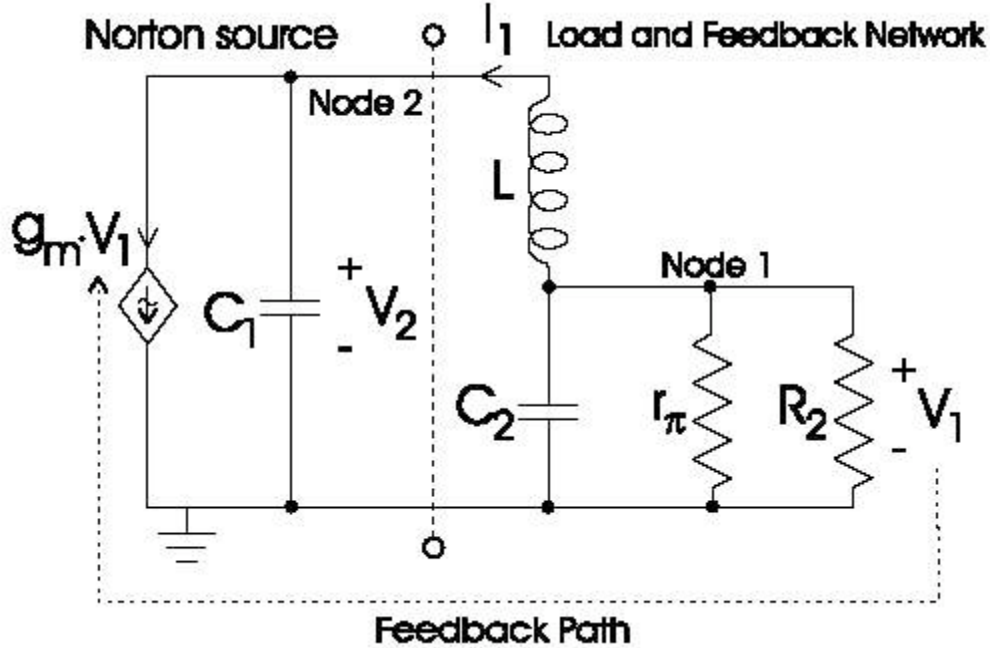 Norton source
I1
Load and Feedback Network
Node 2
L
gm·V1
C1
+
V2
-
Node 1
C2
rπ
R2
+
V1
-
Feedback Path